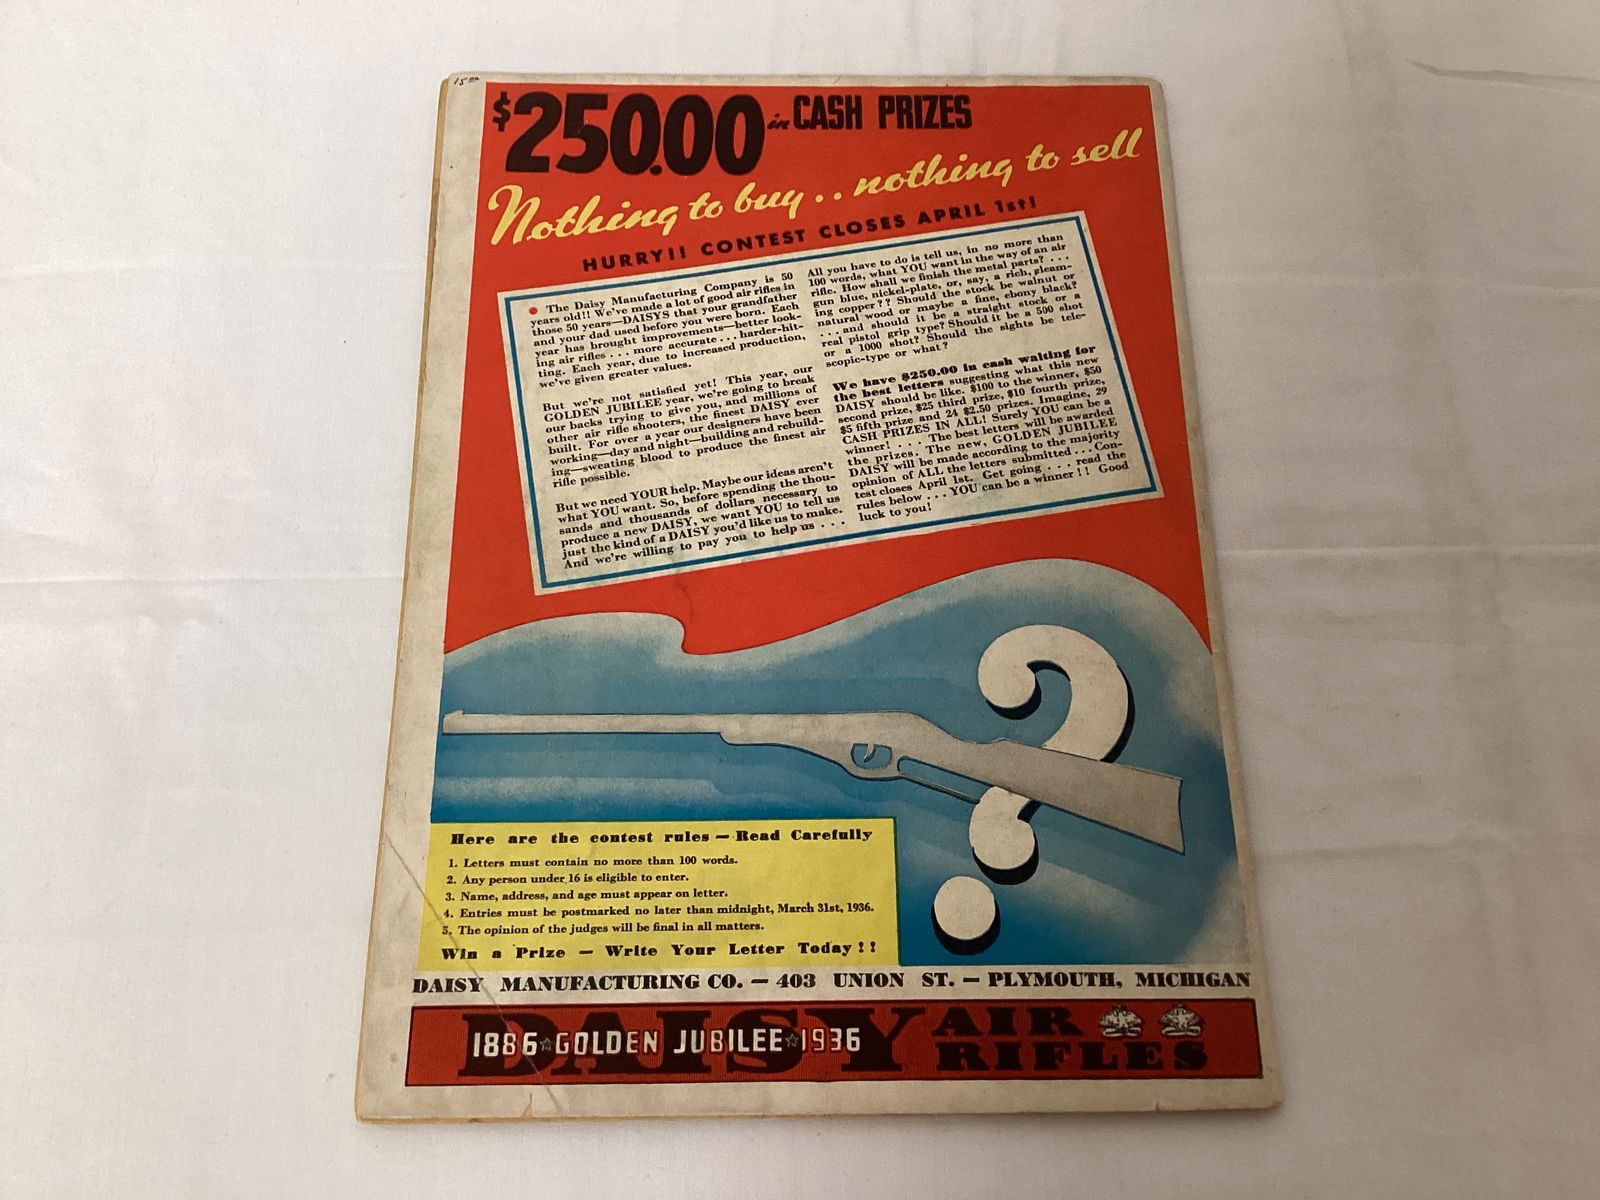 15.00
$250.00 in CASH PRIZES
Nothing to buy.. nothing to sell
HURRY!! CONTEST CLOSES APRIL 1st!
• The Daisy Manufacturing Company is 50
years old!! We've made a lot of good air rifles in
those 50 years—DAISYS that your grandfather
and your dad used before you were born. Each
year has brought improvements—better look-
ing air rifles . . . more accurate . . . harder-hit-
ting. Each year, due to increased production,
we've given greater values.
But we're not satisfied yet! This year, our
GOLDEN JUBILEE year, we're going to break
our backs trying to give you, and millions of
other air rifle shooters, the finest DAISY ever
built. For over a year our designers have been
working—day and night—building and rebuild-
ing—sweating blood to produce the finest air
rifle possible.
But we need YOUR help. Maybe our ideas aren't
what YOU want. So, before spending the thou-
sands and thousands of dollars necessary to
produce a new DAISY, we want YOU to tell us
just the kind of a DAISY you'd like us to make.
And we're willing to pay you to help us . . .
All you have to do is tell us, in no more than
100 words, what YOU want in the way of an air
rifle. How shall we finish the metal parts? . . .
gun blue, nickel-plate, or, say, a rich, gleam-
ing copper?? Should the stock be walnut or
natural wood or maybe a fine, ebony black?
. . . and should it be a straight stock or a
real pistol grip type? Should it be a 500 shot
or a 1000 shot? Should the sights be tele-
scopic-type or what?
We have $250.00 in cash waiting for
the best letters suggesting what this new
DAISY should be like. $100 to the winner, $50
second prize, $25 third prize, $10 fourth prize,
$5 fifth prize and 24 $2.50 prizes. Imagine, 29
CASH PRIZES IN ALL! Surely YOU can be a
winner! . . . The best letters will be awarded
the prizes. The new, GOLDEN JUBILEE
DAISY will be made according to the majority
opinion of ALL the letters submitted . . . Con-
test closes April 1st. Get going . . . read the
rules below . . . YOU can be a winner!! Good
luck to you!
Here are the contest rules — Read Carefully
1. Letters must contain no more than 100 words.
2. Any person under 16 is eligible to enter.
3. Name, address, and age must appear on letter.
4. Entries must be postmarked no later than midnight, March 31st, 1936.
5. The opinion of the judges will be final in all matters.
Win a Prize — Write Your Letter Today!!
DAISY MANUFACTURING CO. — 403 UNION ST. — PLYMOUTH, MICHIGAN
DAISY AIR RIFLES
1886 ☆ GOLDEN JUBILEE ☆ 1936